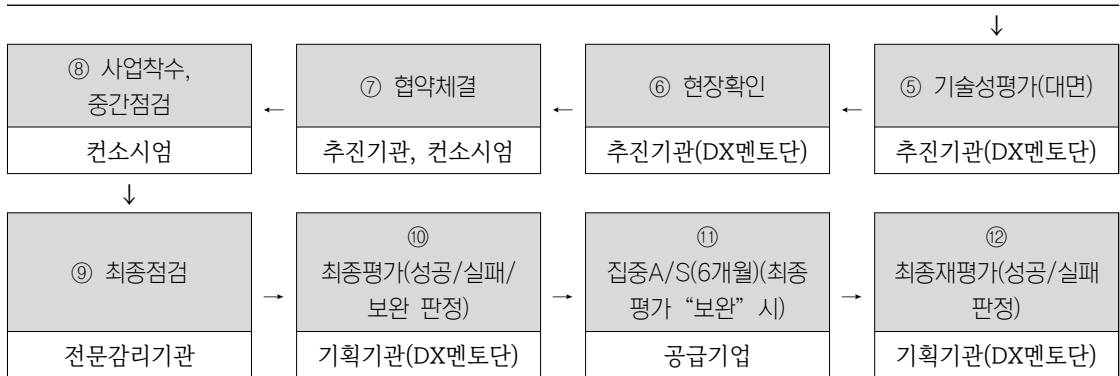 ↓
⑤ 기술성평가(대면)
추진기관(DX멘토단)
←
⑥ 현장확인
추진기관(DX멘토단)
←
⑦ 협약체결
추진기관, 컨소시엄
←
⑧ 사업착수,
중간점검
컨소시엄
↓
⑨ 최종점검
전문감리기관
→
⑩
최종평가(성공/실패/
보완 판정)
기획기관(DX멘토단)
→
⑪
집중A/S(6개월)(최종
평가 “보완” 시)
공급기업
→
⑫
최종재평가(성공/실패
판정)
기획기관(DX멘토단)